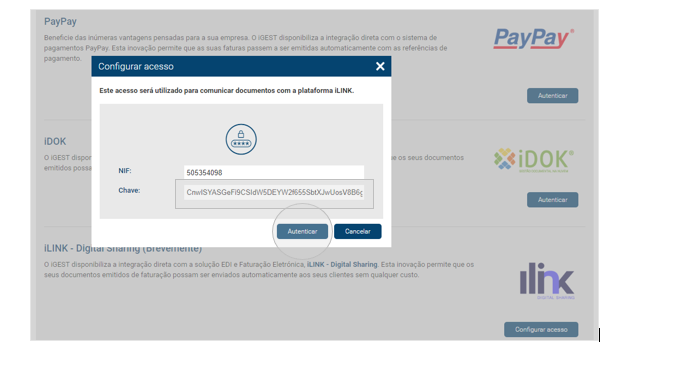 PayPay
Beneficie das inúmeras vantagens pensadas para a sua empresa. O iGEST disponibiliza a integração direta com o sistema de
pagamentos PayPay. Esta inovação permite que as suas faturas passem a ser emitidas automaticamente com as referências de
pagamento.
PayPay®
Autenticar
Configurar acesso
Este acesso será utilizado para comunicar documentos com a plataforma iLINK.
****
NIF:
505354098
Chave:
Autenticar
Cancelar
iDOK
O iGEST dispon
ue os seus documentos
emitidos possa
iDOK®
Autenticar
iLINK - Digital Sharing (Brevemente)
O iGEST disponibiliza a integração direta com a solução EDI e Faturação Eletrónica, iLINK - Digital Sharing. Esta inovação permite que os
seus documentos emitidos de faturação possam ser enviados automaticamente aos seus clientes sem qualquer custo.
ilink
DIGITAL SHARING
Configurar acesso